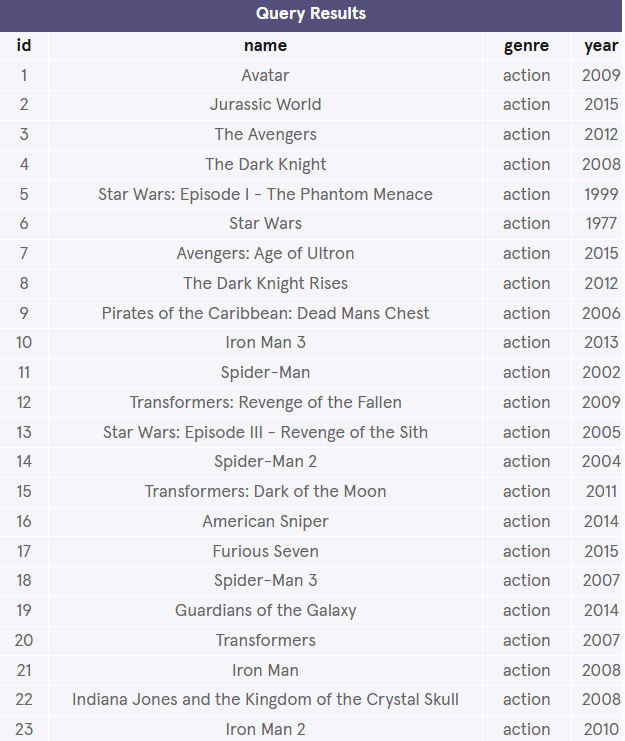 Query Results
id name genre year
1 Avatar action 2009
2 Jurassic World action 2015
3 The Avengers action 2012
4 The Dark Knight action 2008
5 Star Wars: Episode I - The Phantom Menace action 1999
6 Star Wars action 1977
7 Avengers: Age of Ultron action 2015
8 The Dark Knight Rises action 2012
9 Pirates of the Caribbean: Dead Mans Chest action 2006
10 Iron Man 3 action 2013
11 Spider-Man action 2002
12 Transformers: Revenge of the Fallen action 2009
13 Star Wars: Episode III - Revenge of the Sith action 2005
14 Spider-Man 2 action 2004
15 Transformers: Dark of the Moon action 2011
16 American Sniper action 2014
17 Furious Seven action 2015
18 Spider-Man 3 action 2007
19 Guardians of the Galaxy action 2014
20 Transformers action 2007
21 Iron Man action 2008
22 Indiana Jones and the Kingdom of the Crystal Skull action 2008
23 Iron Man 2 action 2010